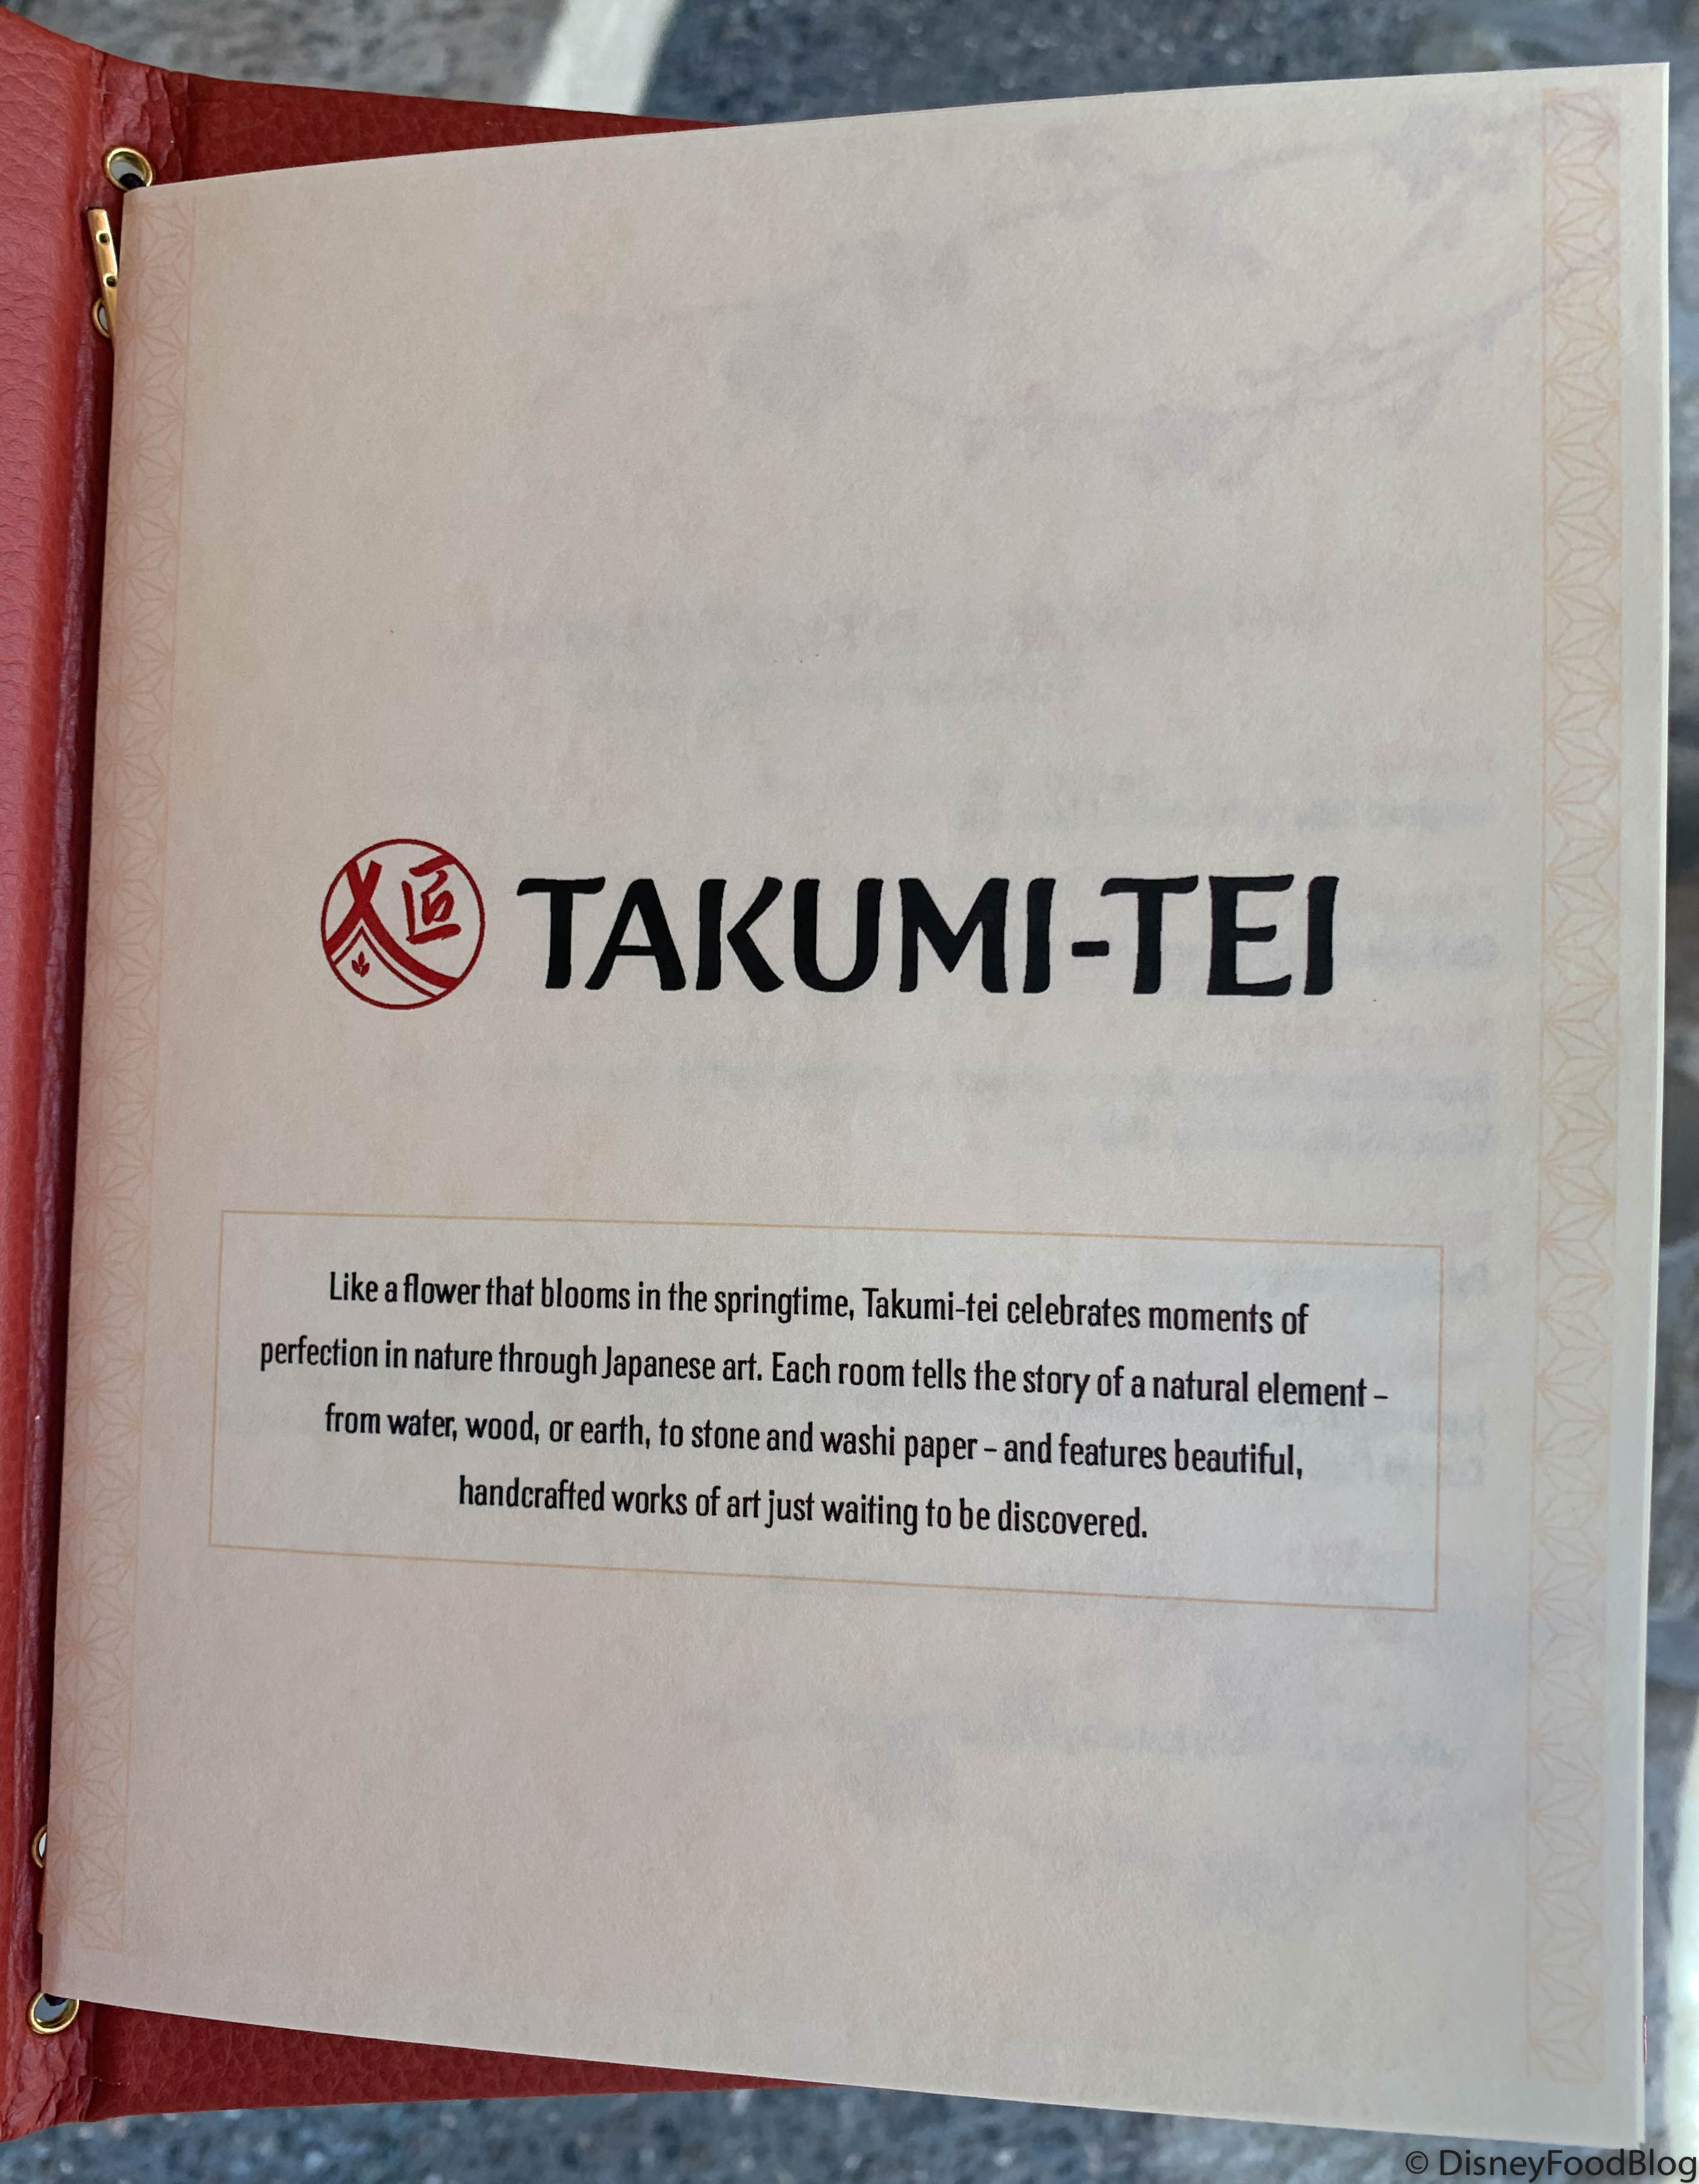 匠 TAKUMI-TEI
Like a flower that blooms in the springtime, Takumi-tei celebrates moments of
perfection in nature through Japanese art. Each room tells the story of a natural element –
from water, wood, or earth, to stone and washi paper – and features beautiful,
handcrafted works of art just waiting to be discovered.
© DisneyFoodBlog